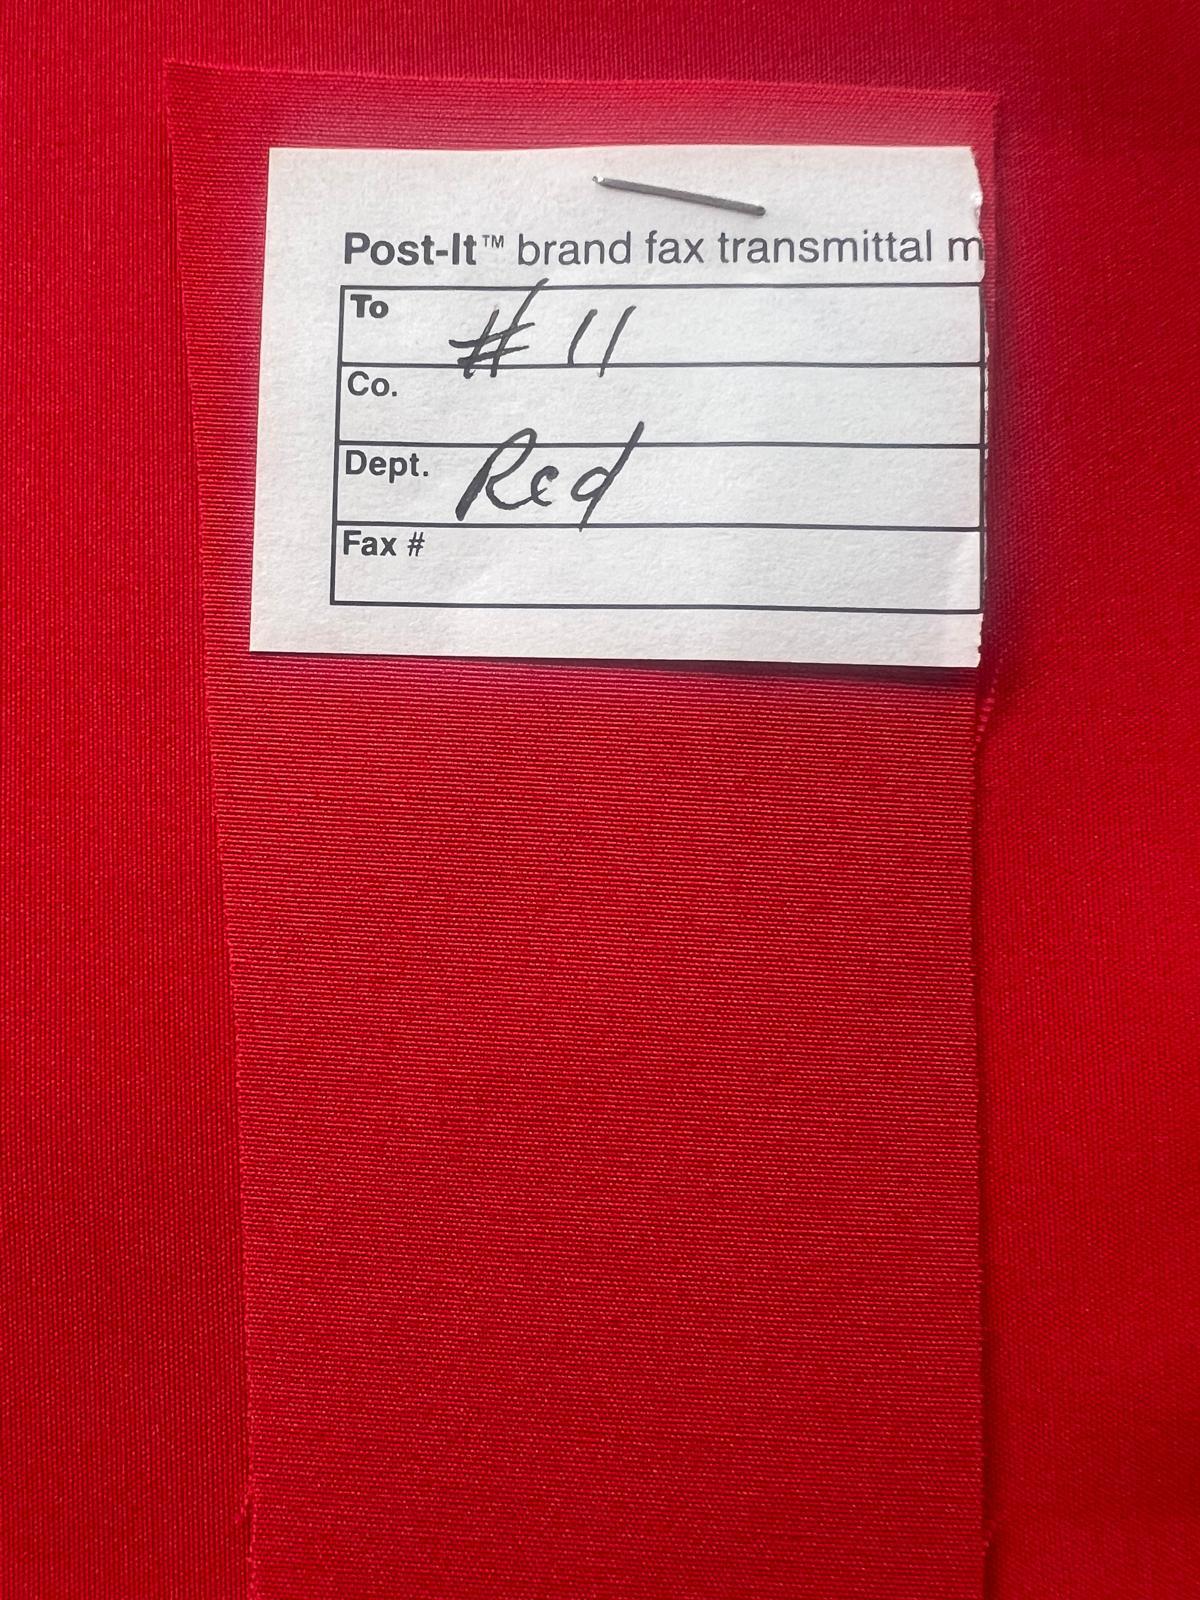 Post-It™ brand fax transmittal m
To # 11
Co.
Dept. Red
Fax #